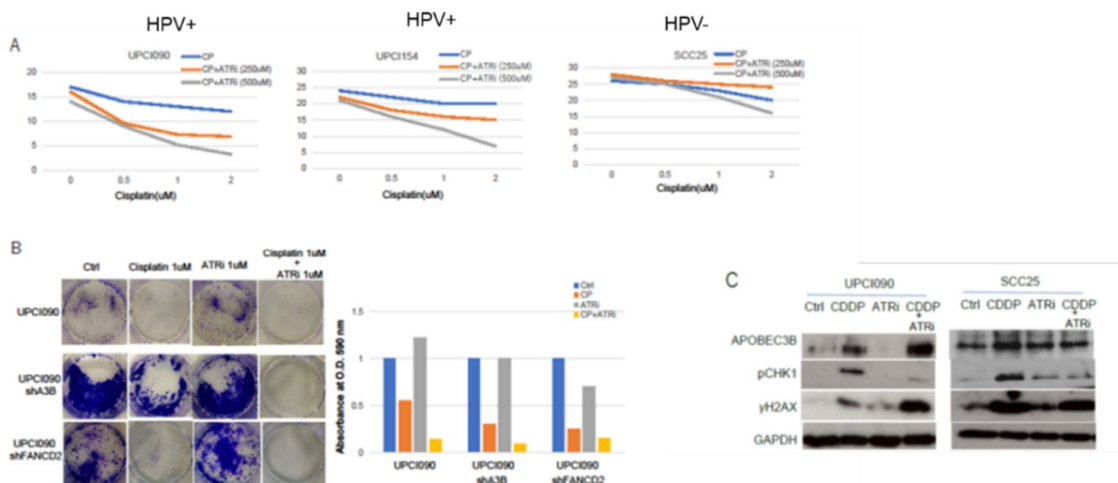 HPV+
HPV+
HPV-
A
UPCI090
CP
CP+ATRi (250uM)
CP+ATRi (500uM)
20
15
10
5
0
0 0.5 1 2
Cisplatin(uM)
UPCI154
CP
CP+ATRi (250uM)
CP+ATRi (500uM)
30
25
20
15
10
5
0
0 0.5 1 2
Cisplatin(uM)
SCC25
CP
CP+ATRi (250uM)
CP+ATRi (500uM)
30
25
20
15
10
5
0
0 0.5 1 2
Cisplatin(uM)
B
Ctrl
Cisplatin 1uM
ATRi 1uM
Cisplatin 1uM
+
ATRi 1uM
UPCI090
UPCI090
shA3B
UPCI090
shFANCD2
Absorbance at O.D. 590 nm
1.5
1
0.5
0
Ctrl
CP
ATRi
CP+ATRi
UPCI090
UPCI090
shA3B
UPCI090
shFANCD2
C
UPCI090
Ctrl CDDP ATRi CDDP
+
ATRi
SCC25
Ctrl CDDP ATRi CDDP
+
ATRi
APOBEC3B
pCHK1
γH2AX
GAPDH